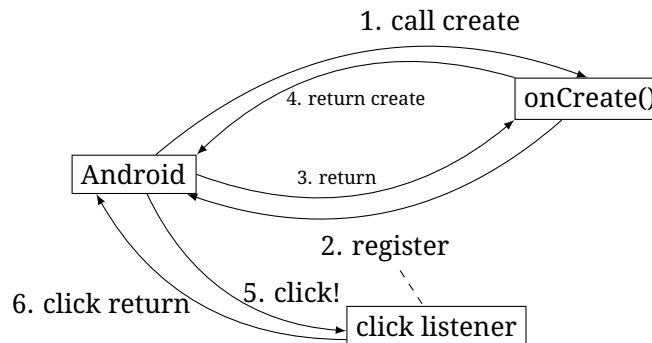 1. call create
4. return create
onCreate()
Android
3. return
2. register
6. click return
5. click!
click listener